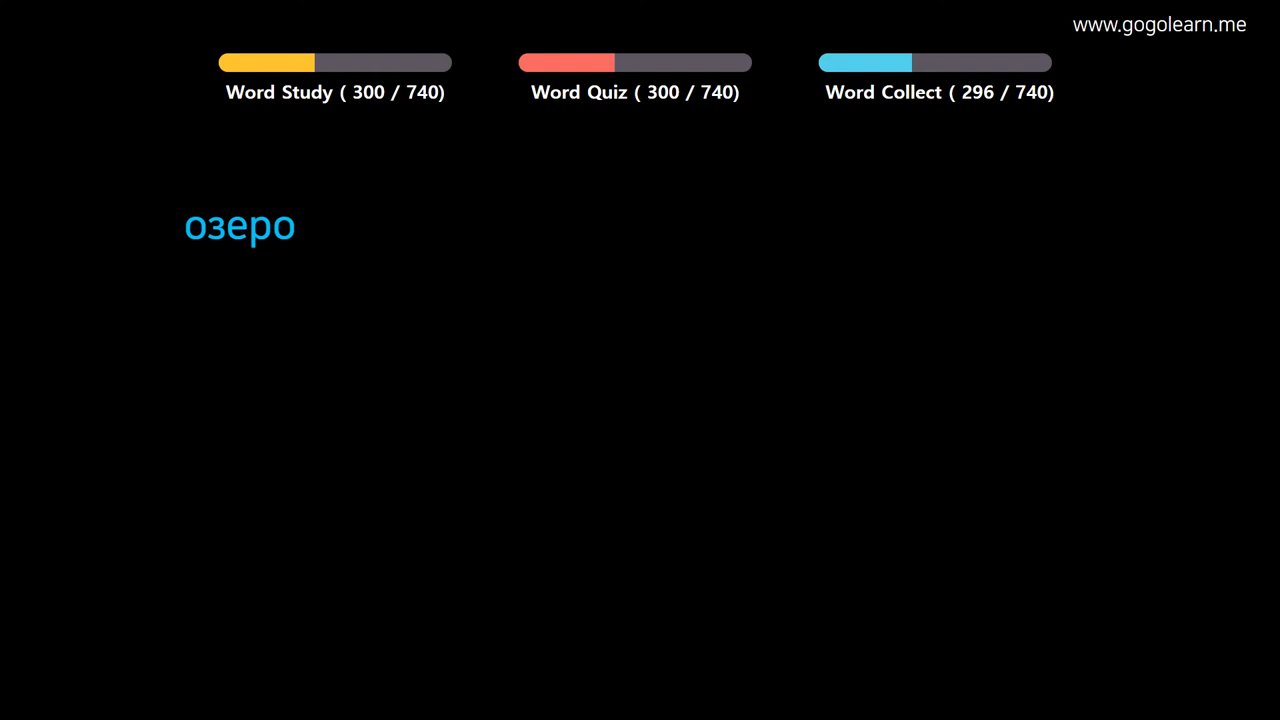 www.gogolearn.me
Word Study ( 300 / 740)
Word Quiz ( 300 / 740)
Word Collect ( 296 / 740)
озеро